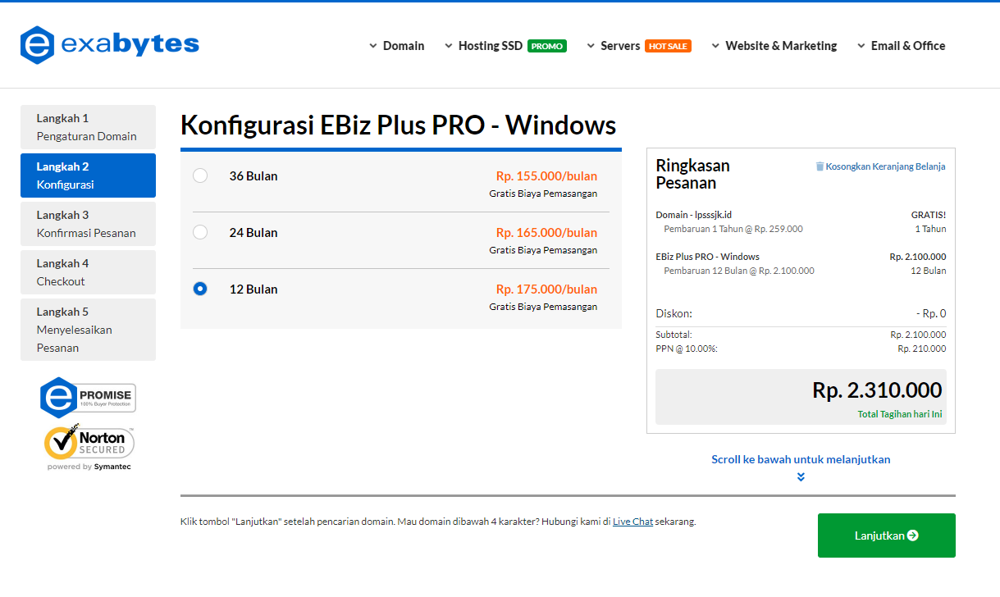 exabytes
Domain
Hosting SSD PROMO
Servers HOT SALE
Website & Marketing
Email & Office
Langkah 1
Pengaturan Domain
Langkah 2
Konfigurasi
Langkah 3
Konfirmasi Pesanan
Langkah 4
Checkout
Langkah 5
Menyelesaikan
Pesanan
e PROMISE
100% Buyer Protection
Norton
SECURED
powered by Symantec
Konfigurasi EBiz Plus PRO - Windows
36 Bulan Rp. 155.000/bulan
Gratis Biaya Pemasangan
24 Bulan Rp. 165.000/bulan
Gratis Biaya Pemasangan
12 Bulan Rp. 175.000/bulan
Gratis Biaya Pemasangan
Ringkasan
Pesanan
Kosongkan Keranjang Belanja
Domain - lpsssjk.id GRATIS!
Pembaruan 1 Tahun @ Rp. 259.000 1 Tahun
EBiz Plus PRO - Windows Rp. 2.100.000
Pembaruan 12 Bulan @ Rp. 2.100.000 12 Bulan
Diskon: - Rp. 0
Subtotal: Rp. 2.100.000
PPN @ 10.00%: Rp. 210.000
Rp. 2.310.000
Total Tagihan hari Ini
Scroll ke bawah untuk melanjutkan
Klik tombol "Lanjutkan" setelah pencarian domain. Mau domain dibawah 4 karakter? Hubungi kami di Live Chat sekarang.
Lanjutkan